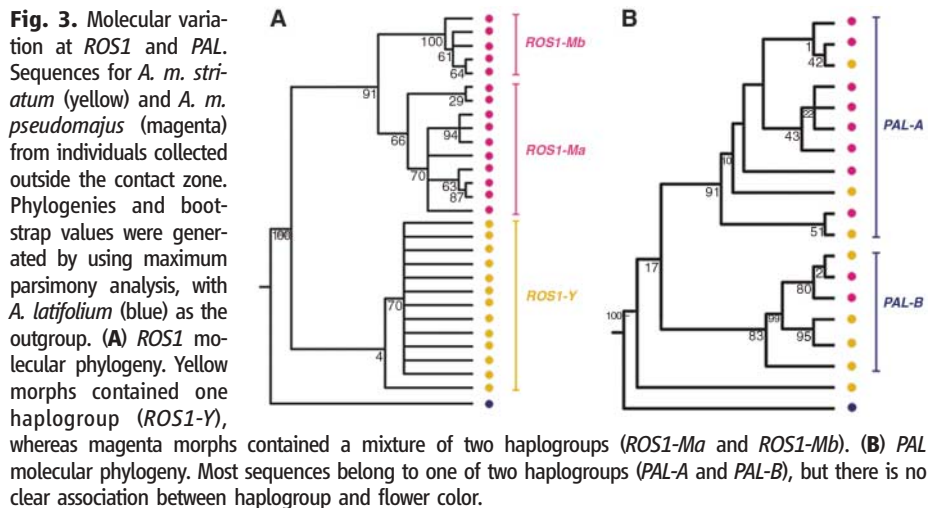 Fig. 3. Molecular varia-
tion at ROS1 and PAL.
Sequences for A. m. stri-
atum (yellow) and A. m.
pseudomajus (magenta)
from individuals collected
outside the contact zone.
Phylogenies and boot-
strap values were gener-
ated by using maximum
parsimony analysis, with
A. latifolium (blue) as the
outgroup. (A) ROS1 mo-
lecular phylogeny. Yellow
morphs contained one
haplogroup (ROS1-Y),
whereas magenta morphs contained a mixture of two haplogroups (ROS1-Ma and ROS1-Mb). (B) PAL
molecular phylogeny. Most sequences belong to one of two haplogroups (PAL-A and PAL-B), but there is no
clear association between haplogroup and flower color.
A
100
61
64
ROS1-Mb
91
29
94
66
70
63
87
ROS1-Ma
100
70
4
ROS1-Y
B
1
42
22
43
10
91
51
PAL-A
17
2
80
99
95
83
PAL-B
100